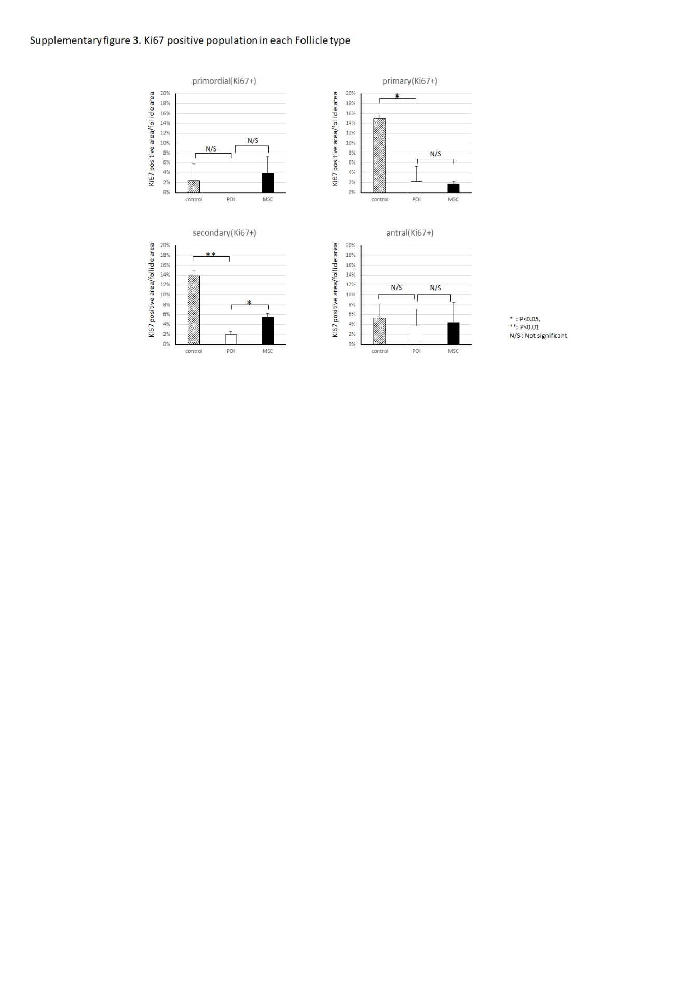 Supplementary figure 3. Ki67 positive population in each Follicle type
primordial(Ki67+)
Ki67 positive area/follicle area
20%
18%
16%
14%
12%
10%
8%
6%
4%
2%
0%
N/S
N/S
control POI MSC
primary(Ki67+)
Ki67 positive area/follicle area
20%
18%
16%
14%
12%
10%
8%
6%
4%
2%
0%
*
N/S
control POI MSC
secondary(Ki67+)
Ki67 positive area/follicle area
20%
18%
16%
14%
12%
10%
8%
6%
4%
2%
0%
**
*
control POI MSC
antral(Ki67+)
Ki67 positive area/follicle area
20%
18%
16%
14%
12%
10%
8%
6%
4%
2%
0%
N/S N/S
control POI MSC
* : P<0.05,
**: P<0.01
N/S: Not significant